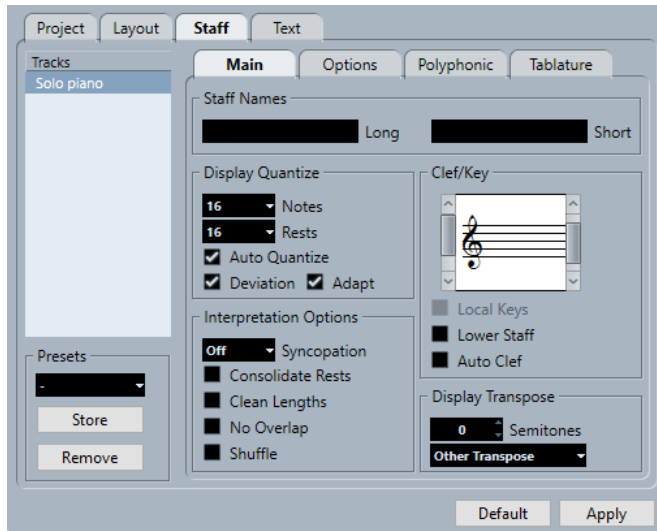 Project Layout Staff Text
Tracks
Solo piano
Main Options Polyphonic Tablature
Staff Names
Long Short
Display Quantize
16 Notes
16 Rests
Auto Quantize
Deviation Adapt
Interpretation Options
Off Syncopation
Consolidate Rests
Clean Lengths
No Overlap
Shuffle
Clef/Key
Local Keys
Lower Staff
Auto Clef
Display Transpose
0 Semitones
Other Transpose
Presets
-
Store
Remove
Default Apply